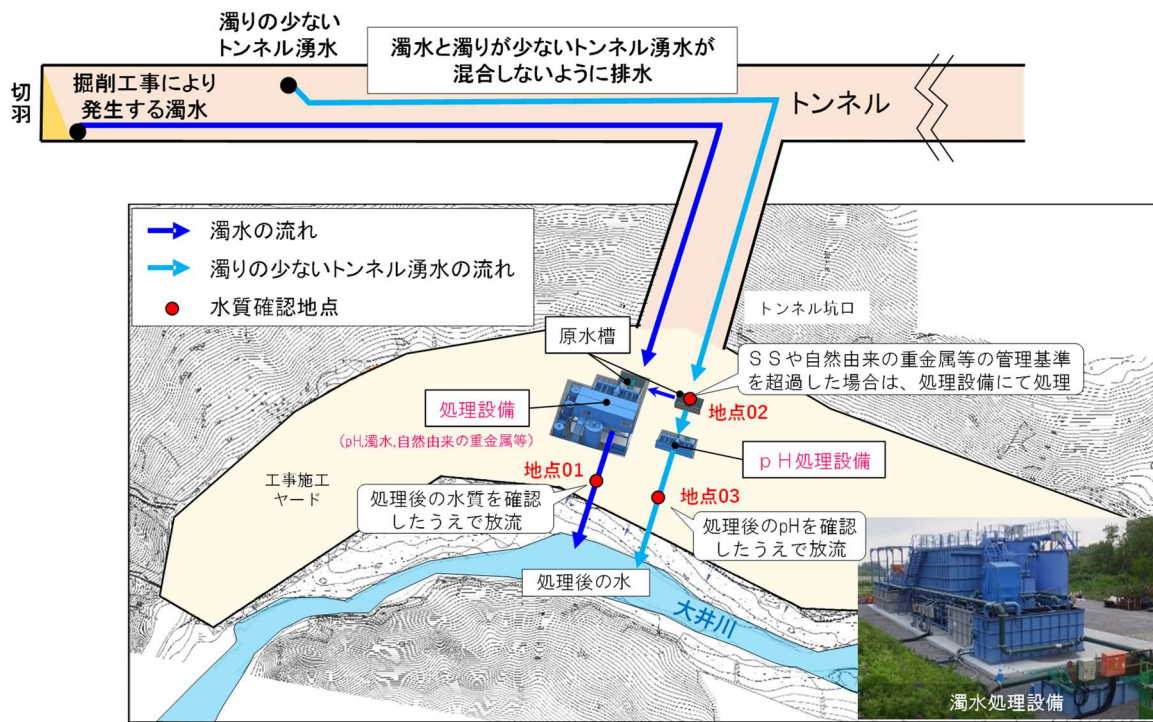 濁りの少ない
トンネル湧水
濁水と濁りが少ないトンネル湧水が
混合しないように排水
切羽
掘削工事により
発生する濁水
トンネル
濁水の流れ
濁りの少ないトンネル湧水の流れ
水質確認地点
トンネル坑口
原水槽
SSや自然由来の重金属等の管理基準
を超過した場合は、処理設備にて処理
処理設備
(pH,濁水,自然由来の重金属等)
地点02
pH処理設備
工事施工
ヤード
地点01
処理後の水質を確認
したうえで放流
地点03
処理後のpHを確認
したうえで放流
処理後の水
大井川
濁水処理設備